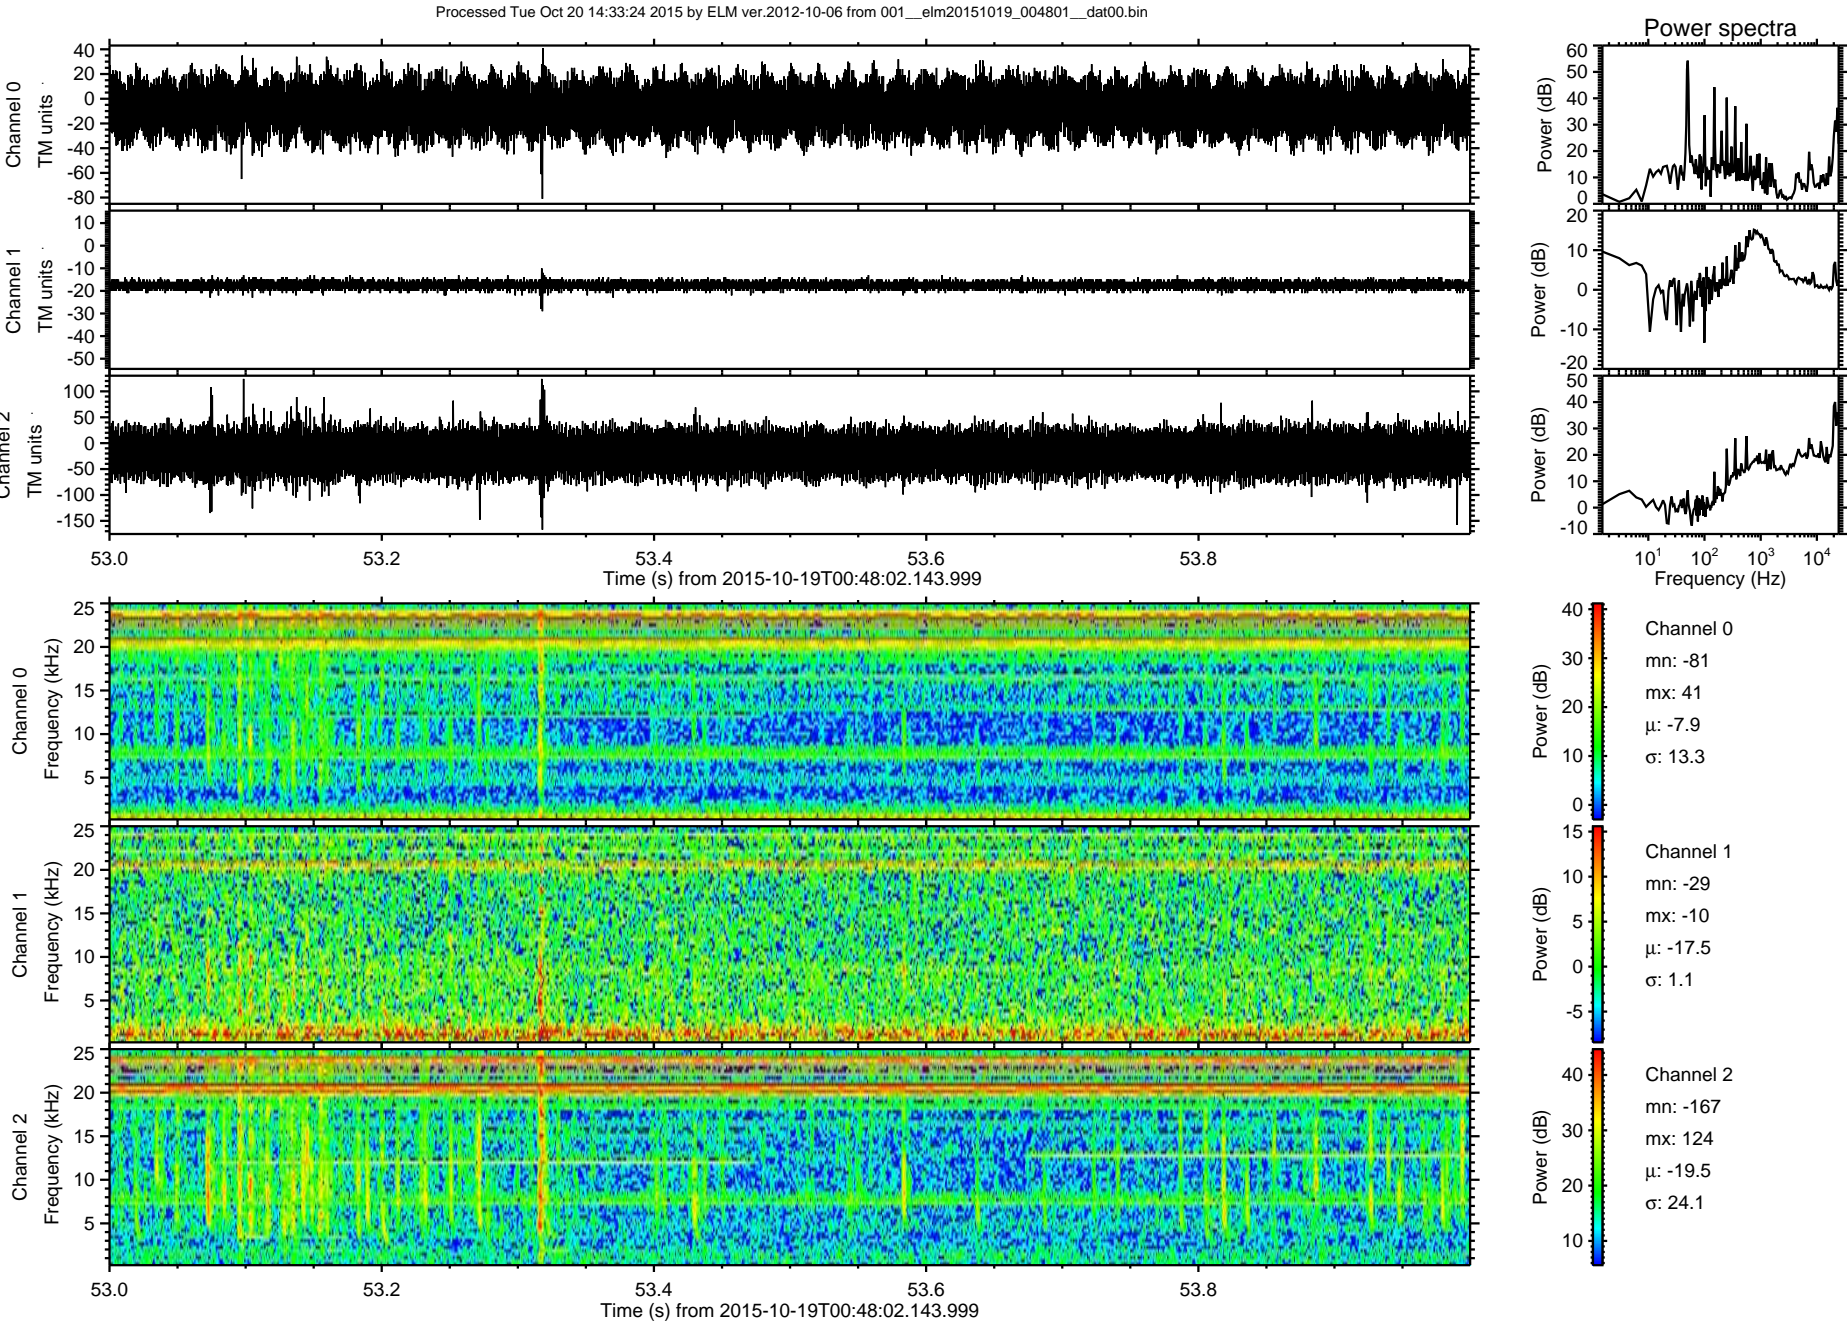 Processed Tue Oct 20 14:33:24 2015 by ELM ver.2012-10-06 from 001__elm20151019_004801__dat00.bin
Power spectra
Channel 0
TM units
40
20
0
-20
-40
-60
-80
Power (dB)
60
50
40
30
20
10
0
Channel 1
TM units
10
0
-10
-20
-30
-40
-50
Power (dB)
20
10
0
-10
-20
Channel 2
TM units
100
50
0
-50
-100
-150
Power (dB)
50
40
30
20
10
0
-10
53.0 53.2 53.4 53.6 53.8
Time (s) from 2015-10-19T00:48:02.143.999
10^1 10^2 10^3 10^4
Frequency (Hz)
Channel 0
Frequency (kHz)
25
20
15
10
5
Power (dB)
40
30
20
10
0
Channel 0
mn: -81
mx: 41
μ: -7.9
σ: 13.3
Channel 1
Frequency (kHz)
25
20
15
10
5
Power (dB)
15
10
5
0
-5
Channel 1
mn: -29
mx: -10
μ: -17.5
σ: 1.1
Channel 2
Frequency (kHz)
25
20
15
10
5
Power (dB)
40
30
20
10
Channel 2
mn: -167
mx: 124
μ: -19.5
σ: 24.1
53.0 53.2 53.4 53.6 53.8
Time (s) from 2015-10-19T00:48:02.143.999